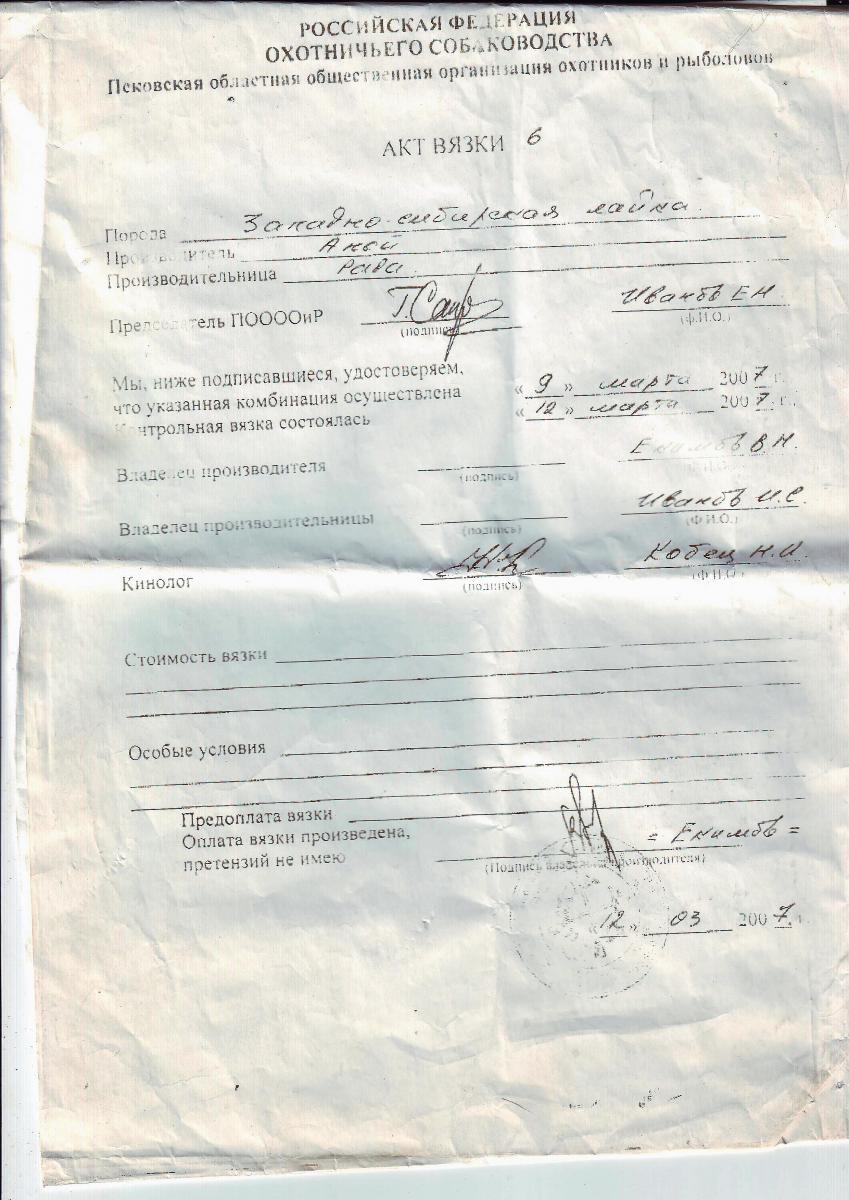 РОССИЙСКАЯ ФЕДЕРАЦИЯ
ОХОТНИЧЬЕГО СОБАКОВОДСТВА
Псковская областная общественная организация охотников и рыболовов
АКТ ВЯЗКИ 6
Порода Западно-сибирская лайка
Производитель Акой
Производительница Рада
Председатель ПООООиР Иванов ЕН
(подпись) (Ф.И.О.)
Мы, ниже подписавшиеся, удостоверяем,
что указанная комбинация осуществлена « 9 » марта 2007 г.
Контрольная вязка состоялась « 12 » марта 2007 г.
Владелец производителя Екимов В.Н.
(подпись) (Ф.И.О.)
Владелец производительницы Иванов И.С.
(подпись) (Ф.И.О.)
Кинолог Кобец Н.И.
(подпись) (Ф.И.О.)
Стоимость вязки
Особые условия
Предоплата вязки
Оплата вязки произведена,
претензий не имею = Екимов =
(Подпись владельца производителя)
« 12 » 03 2007 г.